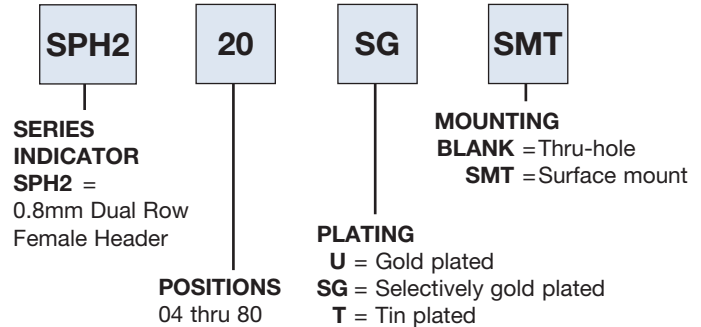 SPH2 20 SG SMT
SERIES
INDICATOR
SPH2 =
0.8mm Dual Row
Female Header
POSITIONS
04 thru 80
PLATING
U = Gold plated
SG = Selectively gold plated
T = Tin plated
MOUNTING
BLANK =Thru-hole
SMT =Surface mount